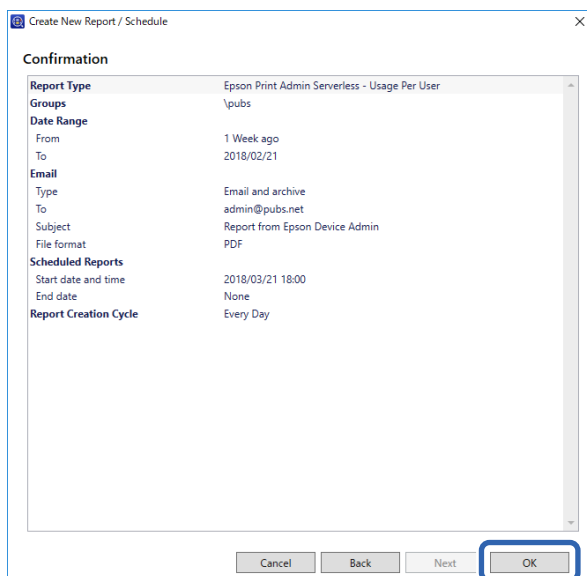 Create New Report / Schedule
Confirmation
Report Type Epson Print Admin Serverless - Usage Per User
Groups \pubs
Date Range
From 1 Week ago
To 2018/02/21
Email
Type Email and archive
To admin@pubs.net
Subject Report from Epson Device Admin
File format PDF
Scheduled Reports
Start date and time 2018/03/21 18:00
End date None
Report Creation Cycle Every Day
Cancel Back Next OK